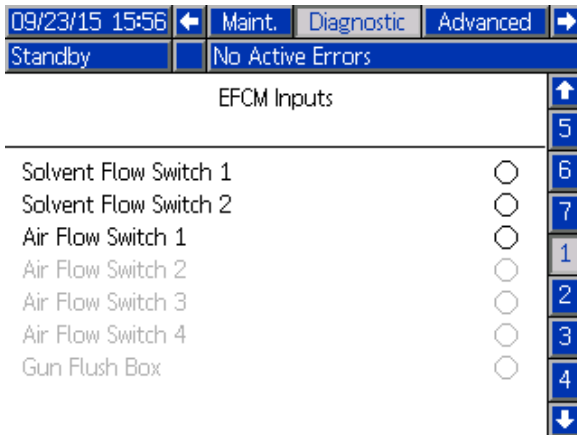 09/23/15 15:56 Maint. Diagnostic Advanced
Standby No Active Errors
EFCM Inputs
5
Solvent Flow Switch 1 6
Solvent Flow Switch 2 7
Air Flow Switch 1 1
Air Flow Switch 2
Air Flow Switch 3 2
Air Flow Switch 4 3
Gun Flush Box 4